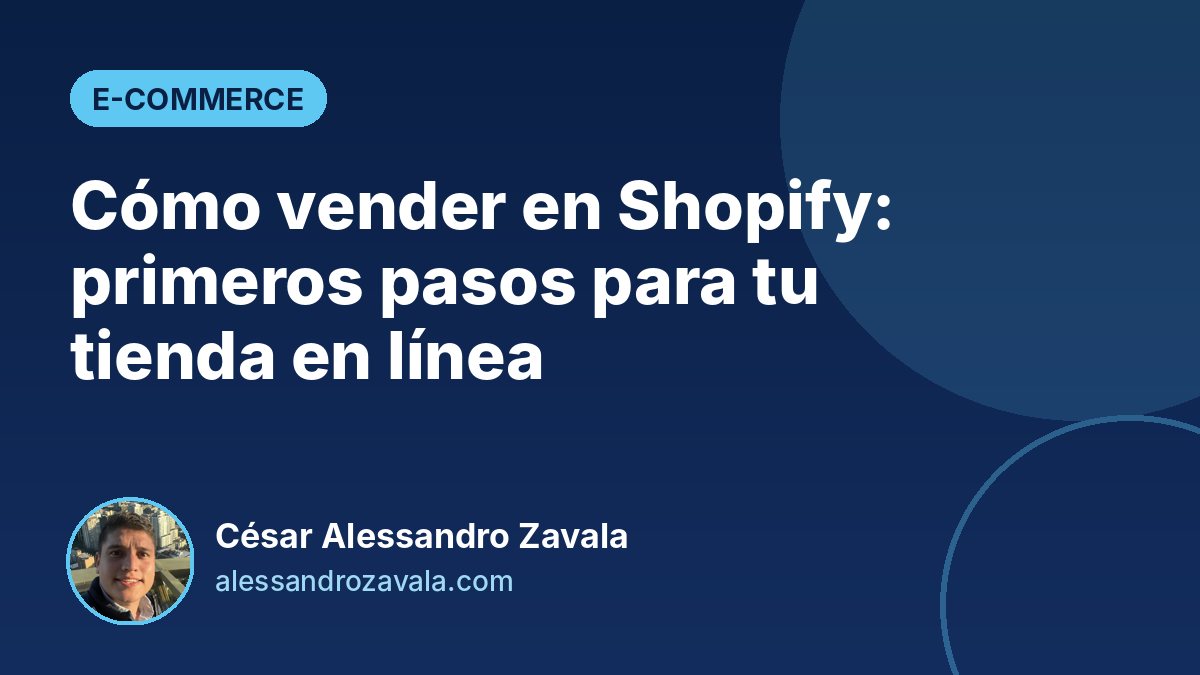 E-COMMERCE
Cómo vender en Shopify:
primeros pasos para tu
tienda en línea
César Alessandro Zavala
alessandrozavala.com